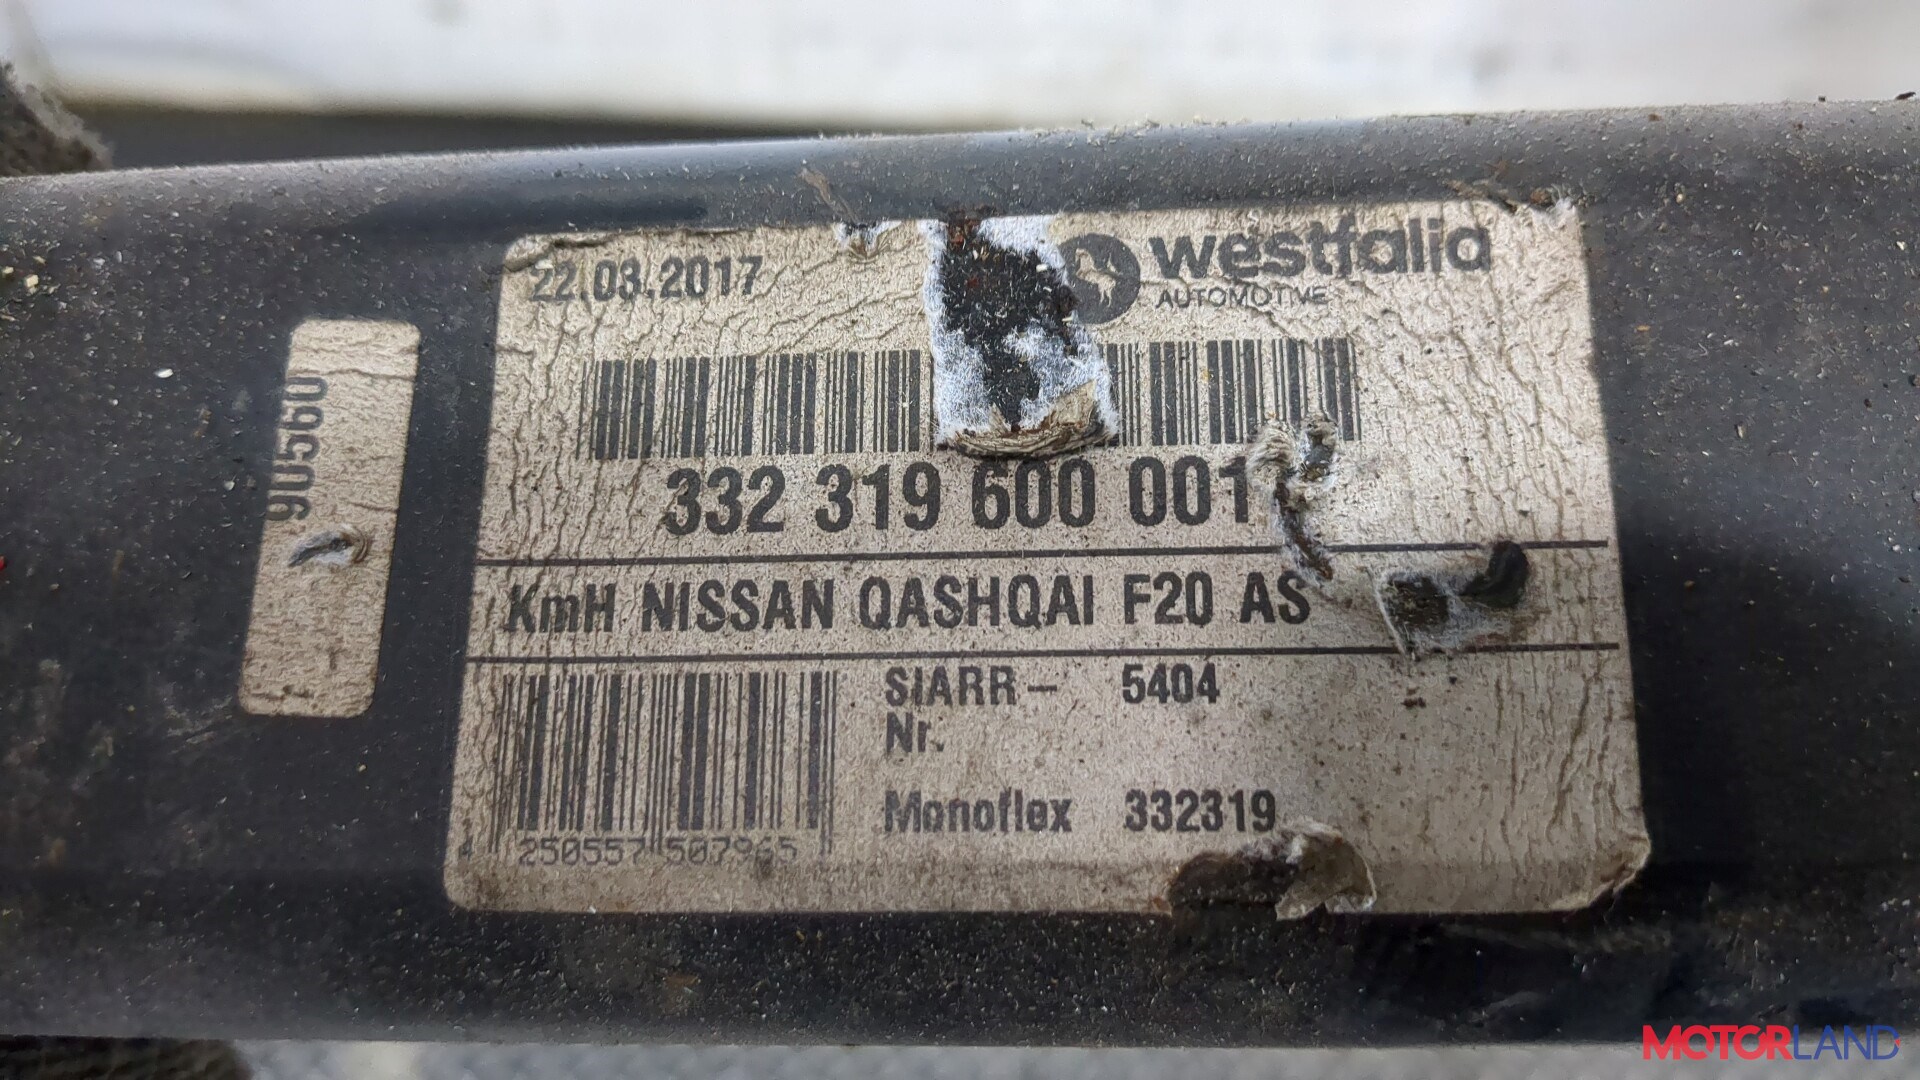 22.03.2017
westfalia
AUTOMOTIVE
332 319 600 001
KmH NISSAN QASHQAI F20 AS
SIARR- 5404
Nr.
Monoflex 332319
4 250557 507965
90560
MOTORLAND